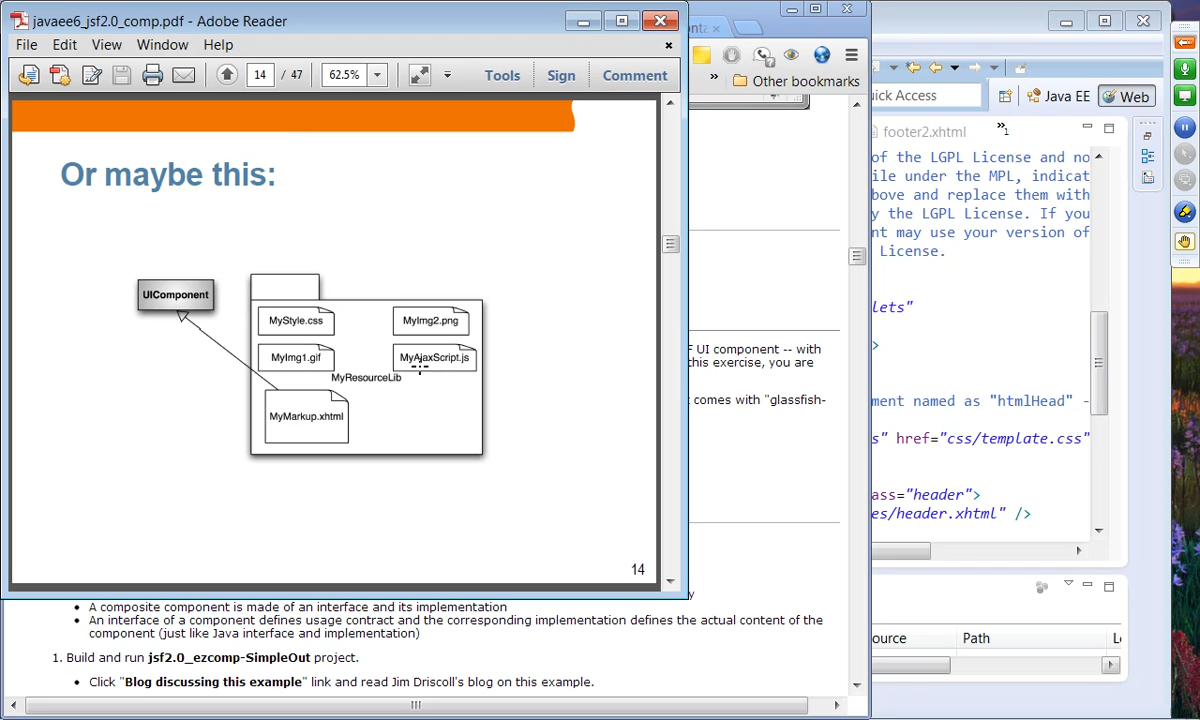 javaee6_jsf2.0_comp.pdf - Adobe Reader
File Edit View Window Help
14 / 47 62.5% Tools Sign Comment
Or maybe this:
UIComponent
MyStyle.css
MyImg2.png
MyImg1.gif
MyAjaxScript.js
MyResourceLib
MyMarkup.xhtml
14
» Other bookmarks
F UI component -- with
this exercise, you are
comes with "glassfish-
y
A composite component is made of an interface and its implementation
An interface of a component defines usage contract and the corresponding implementation defines the actual content of the
component (just like Java interface and implementation)
1. Build and run jsf2.0_ezcomp-SimpleOut project.
Click "Blog discussing this example" link and read Jim Driscoll's blog on this example.
uick Access
Java EE
Web
footer2.xhtml
»1
of the LGPL License and no
ile under the MPL, indicat
bove and replace them with
y the LGPL License. If you
nt may use your version of
License.
lets"
>
ment named as "htmlHead" -
s" href="css/template.css"
ass="header">
es/header.xhtml" />
ource Path